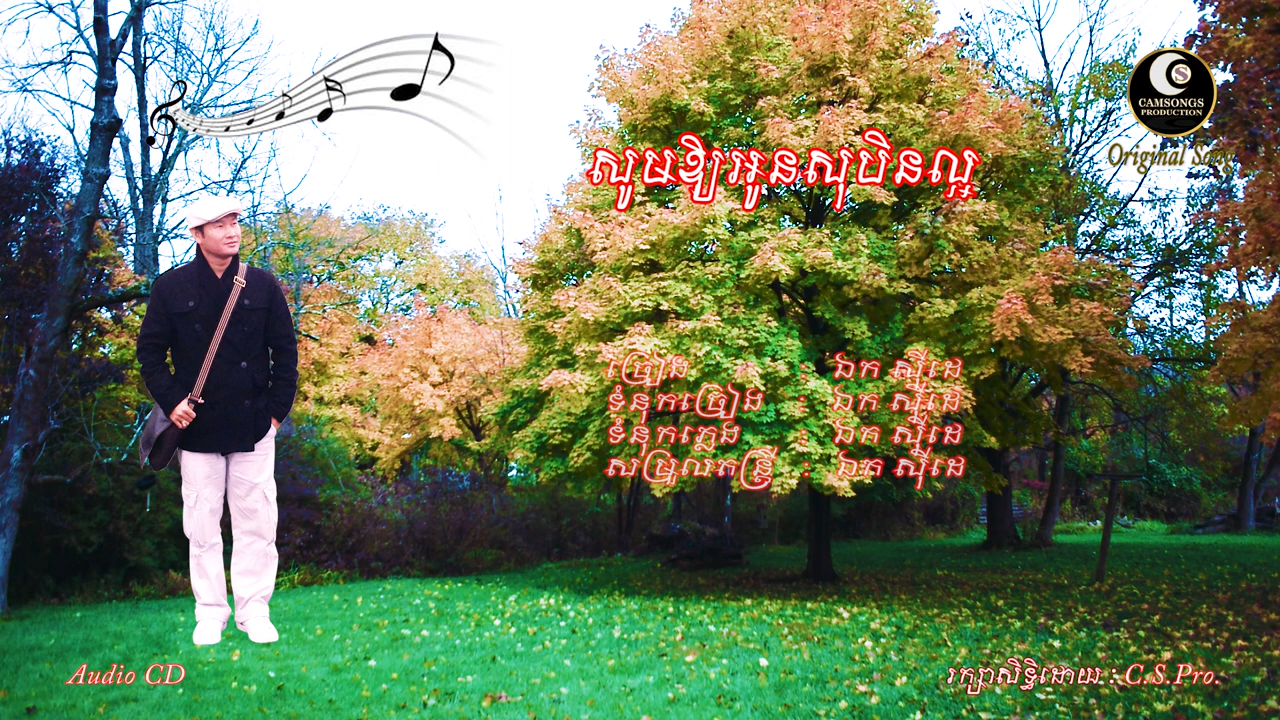 CAMSONGS
PRODUCTION
Original Song
សូមឱ្យអូនសុបិនល្អ
ច្រៀង : ឯក ស៊ីដេ
ទំនុកច្រៀង : ឯក ស៊ីដេ
ទំនុកភ្លេង : ឯក ស៊ីដេ
សម្រួលតន្ត្រី : ឯក ស៊ីដេ
Audio CD
រក្សាសិទ្ធិដោយ : C.S.Pro.